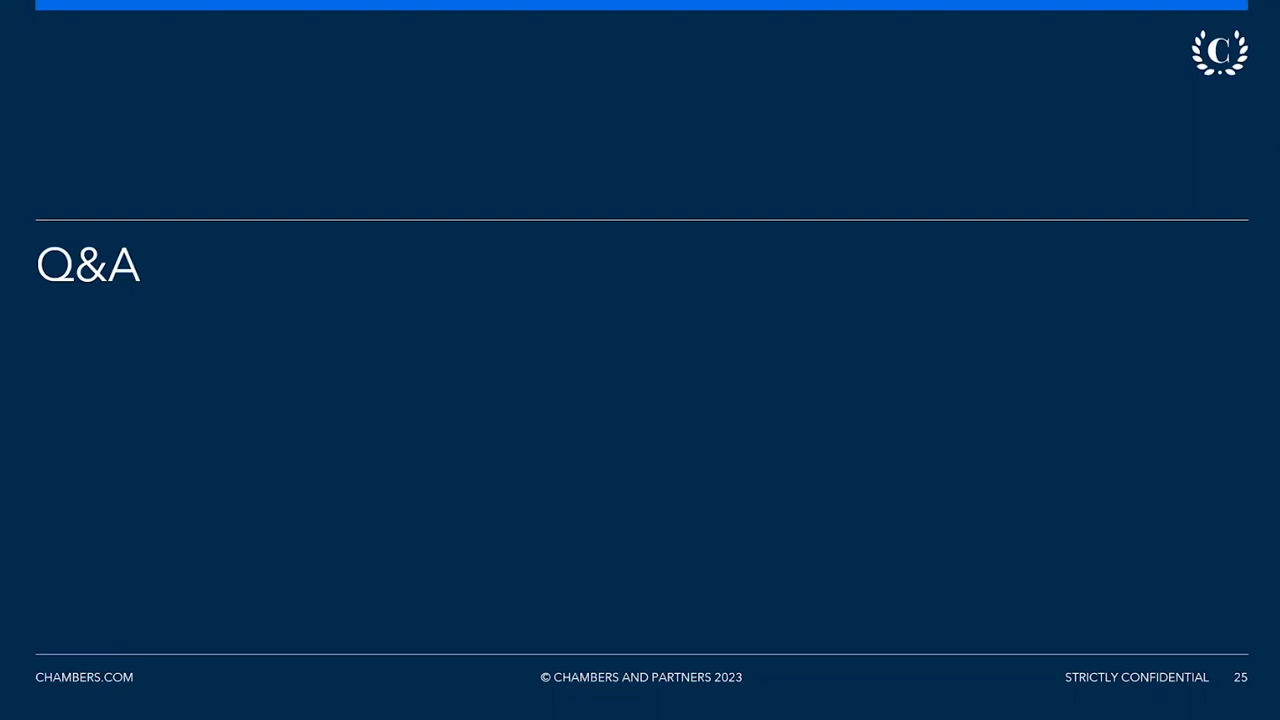 C
Q&A
CHAMBERS.COM
© CHAMBERS AND PARTNERS 2023
STRICTLY CONFIDENTIAL
25